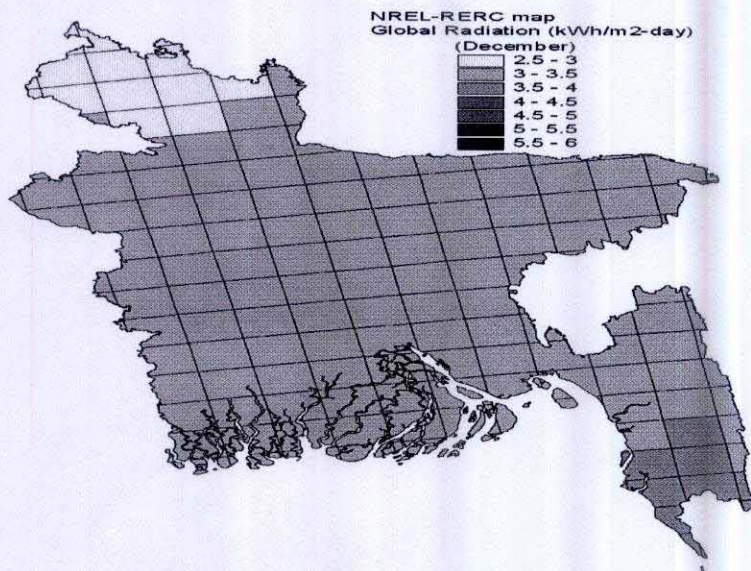 NREL-RERC map
Global Radiation (kWh/m2-day)
(December)
2.5 - 3
3 - 3.5
3.5 - 4
4 - 4.5
4.5 - 5
5 - 5.5
5.5 - 6